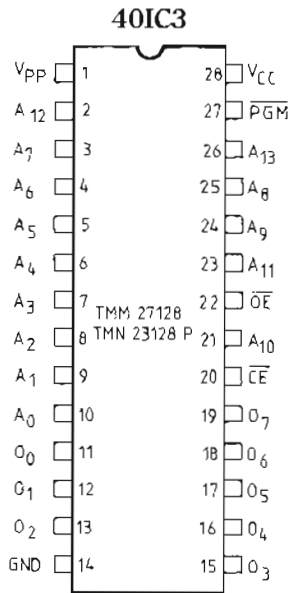 40IC3
VPP 1 28 VCC
A12 2 27 PGM
A7 3 26 A13
A6 4 25 A8
A5 5 24 A9
A4 6 23 A11
A3 7 22 OE
TMM 27128
A2 8 21 A10
TMN 23128 P
A1 9 20 CE
A0 10 19 O7
O0 11 18 O6
O1 12 17 O5
O2 13 16 O4
GND 14 15 O3